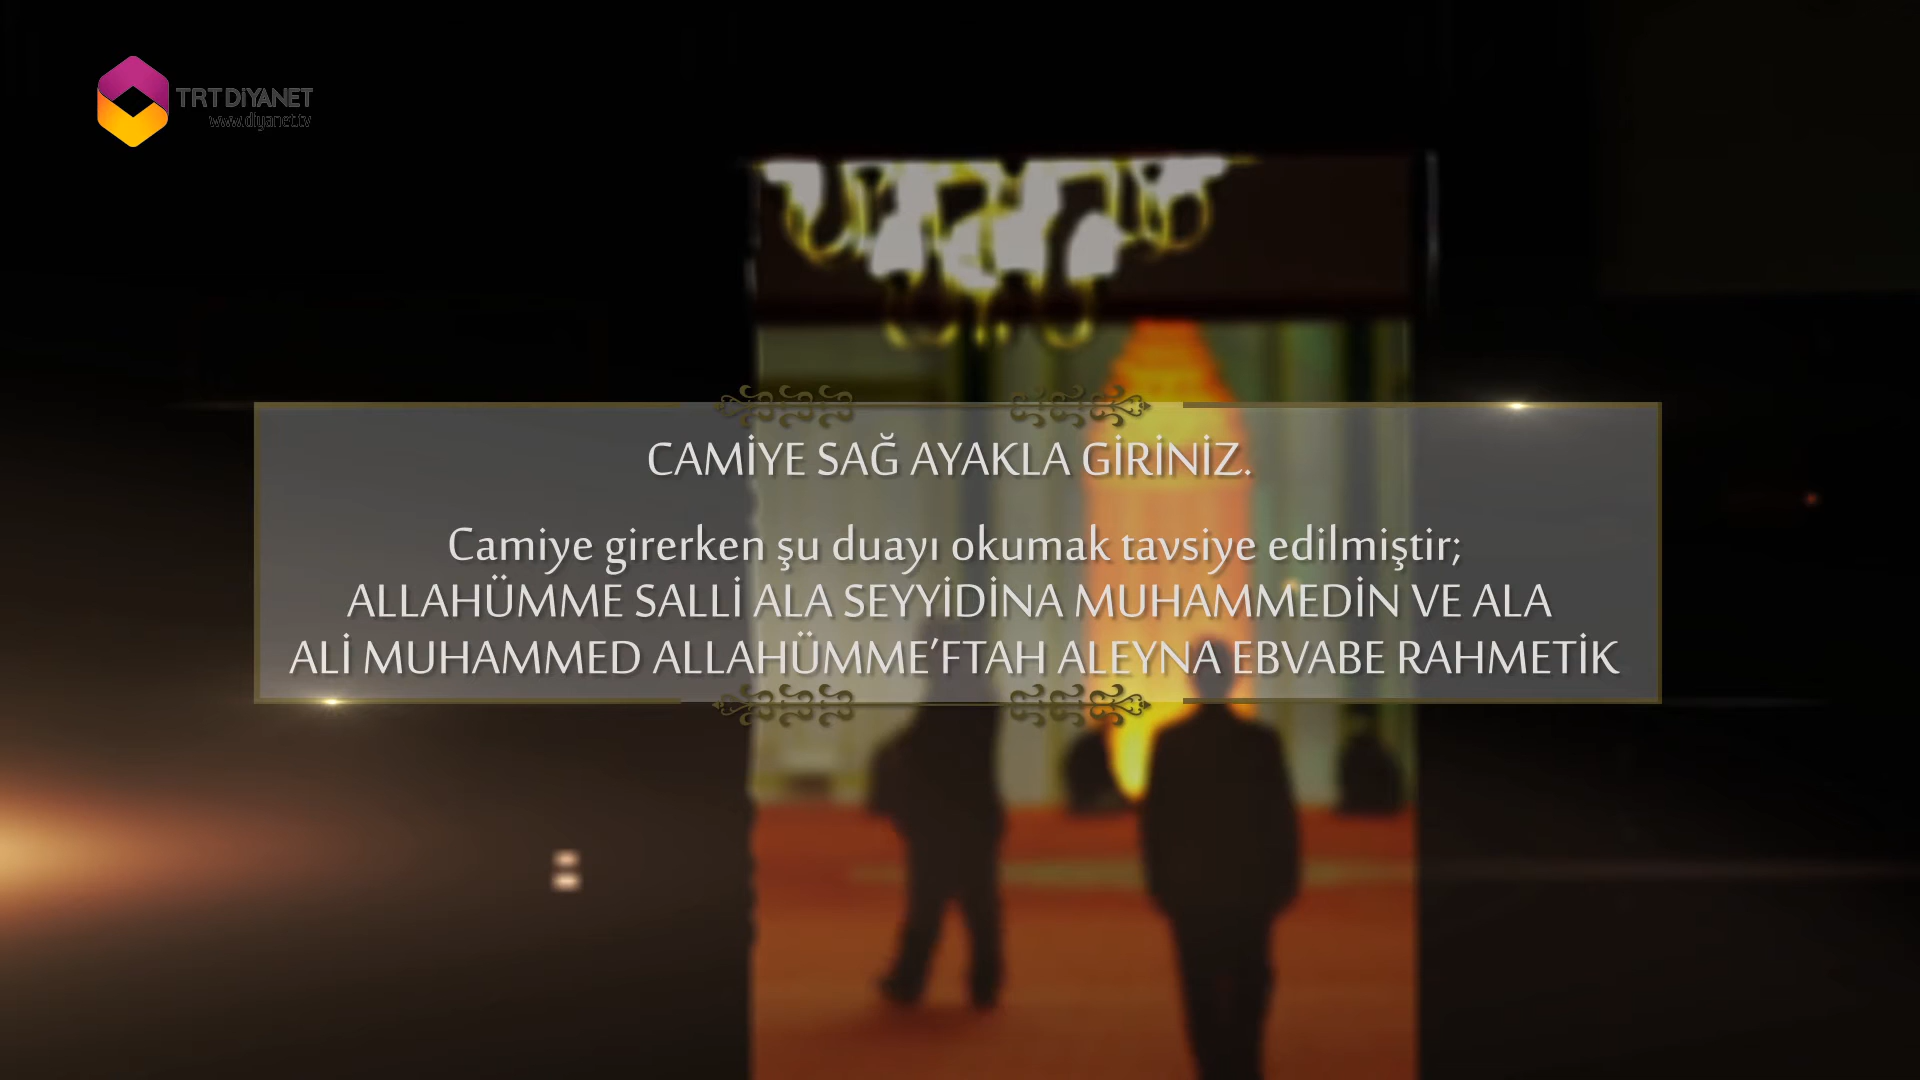 TRT DİYANET
www.diyanet.tv
CAMİYE SAĞ AYAKLA GİRİNİZ.
Camiye girerken şu duayı okumak tavsiye edilmiştir;
ALLAHÜMME SALLİ ALA SEYYİDİNA MUHAMMEDİN VE ALA
ALİ MUHAMMED ALLAHÜMME’FTAH ALEYNA EBVABE RAHMETİK